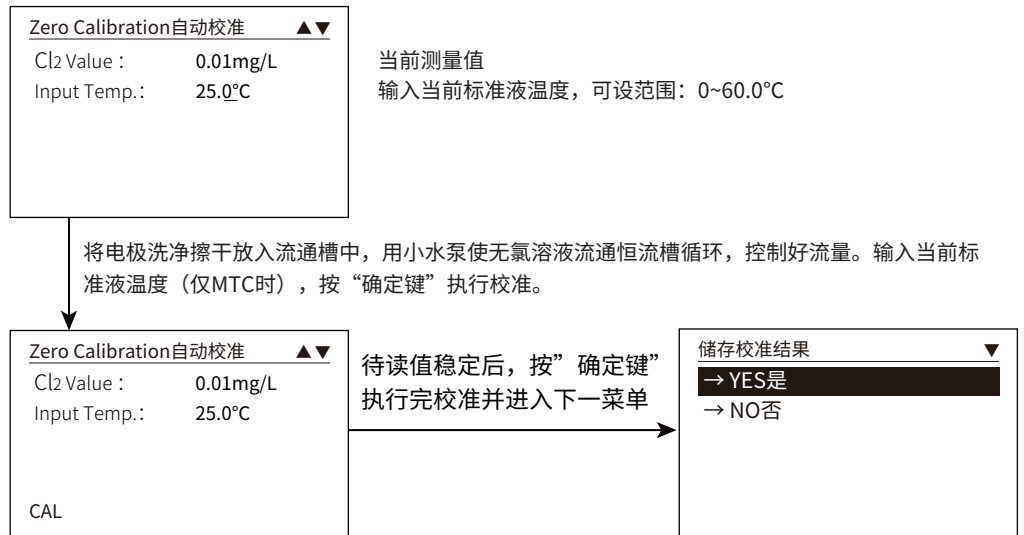 Zero Calibration自动校准 ▲▼
Cl2 Value： 0.01mg/L
Input Temp.： 25.0℃
当前测量值
输入当前标准液温度，可设范围：0~60.0℃
将电极洗净擦干放入流通槽中，用小水泵使无氯溶液流通恒流槽循环，控制好流量。输入当前标
准液温度（仅MTC时），按“确定键”执行校准。
Zero Calibration自动校准 ▲▼
Cl2 Value： 0.01mg/L
Input Temp.： 25.0℃
CAL
待读值稳定后，按”确定键”
执行完校准并进入下一菜单
储存校准结果 ▼
→ YES是
→ NO否